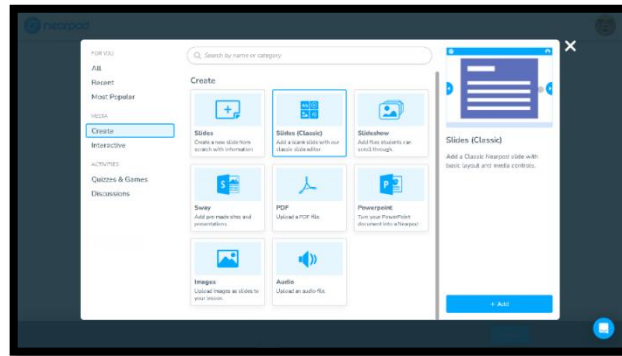 nearpod
FOR YOU
All
Recent
Most Popular
MEDIA
Create
Interactive
ACTIVITIES
Quizzes & Games
Discussions
Search by name or category
Create
Slides
Create a new slide from
scratch with information
Slides (Classic)
Add a blank slide with our
classic slide editor.
Slideshow
Add files students can
scroll through.
Sway
Add pre made sites and
presentations.
PDF
Upload a PDF file.
Powerpoint
Turn your PowerPoint
document into a Nearpod.
Images
Upload images as slides to
your lesson.
Audio
Upload an audio file.
Slides (Classic)
Add a Classic Nearpod slide with
basic layout and media controls.
+ Add